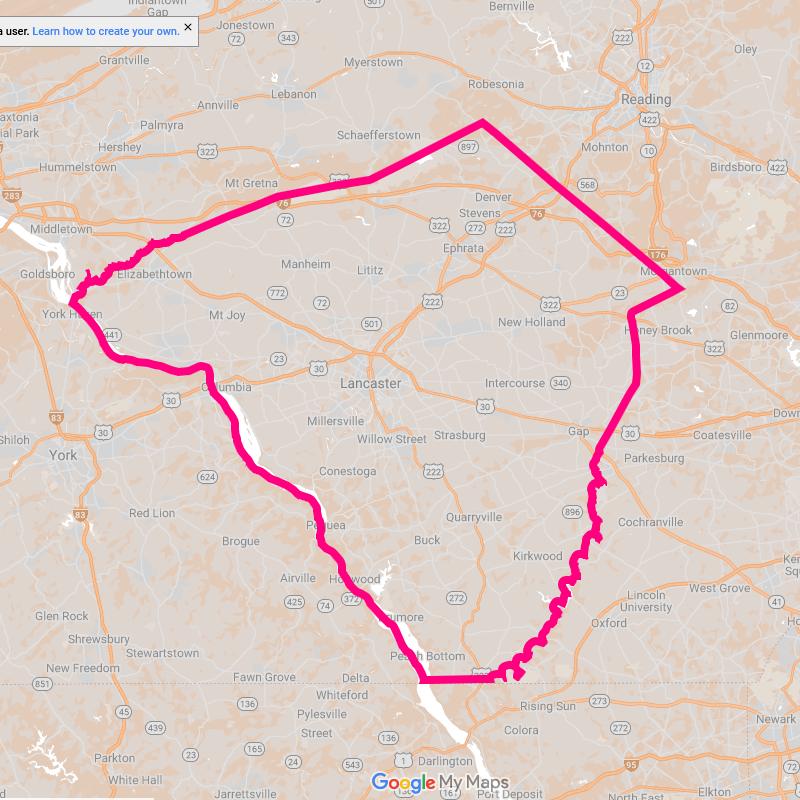 Indiantown
Gap
501
Bernville
Jonestown
72
343
222
a user. Learn how to create your own. ×
Grantville
Myerstown
12
Oley
Lebanon
Robesonia
Reading
Annville
422
Palmyra
Schaefferstown
Hershey
322
897
Mohnton
10
Hummelstown
Birdsboro
422
Mt Gretna
283
568
76
Denver
Stevens
76
72
322
272
222
Middletown
Ephrata
176
Goldsboro
Elizabethtown
Manheim
Lititz
Morgantown
772
72
222
322
23
82
York Haven
Mt Joy
501
New Holland
Honey Brook
441
Glenmoore
322
23
30
Lancaster
Intercourse
340
Columbia
30
30
83
Millersville
Willow Street
Strasburg
Gap
30
Coatesville
Shiloh
30
York
Conestoga
222
Parkesburg
624
83
Red Lion
Quarryville
896
Cochranville
Pequea
Brogue
Buck
Kirkwood
Airville
Holtwood
West Grove
Lincoln
University
425
74
372
272
41
Glen Rock
Oxford
Shrewsbury
Stewartstown
Peach Bottom
New Freedom
851
Fawn Grove
Delta
Whiteford
136
Rising Sun
273
45
Pylesville
Newark
439
Street
272
Colora
165
136
23
Parkton
24
543
1
Darlington
95
72
White Hall
Google My Maps
161
Jarrettsville
Port Deposit
North East
Elkton